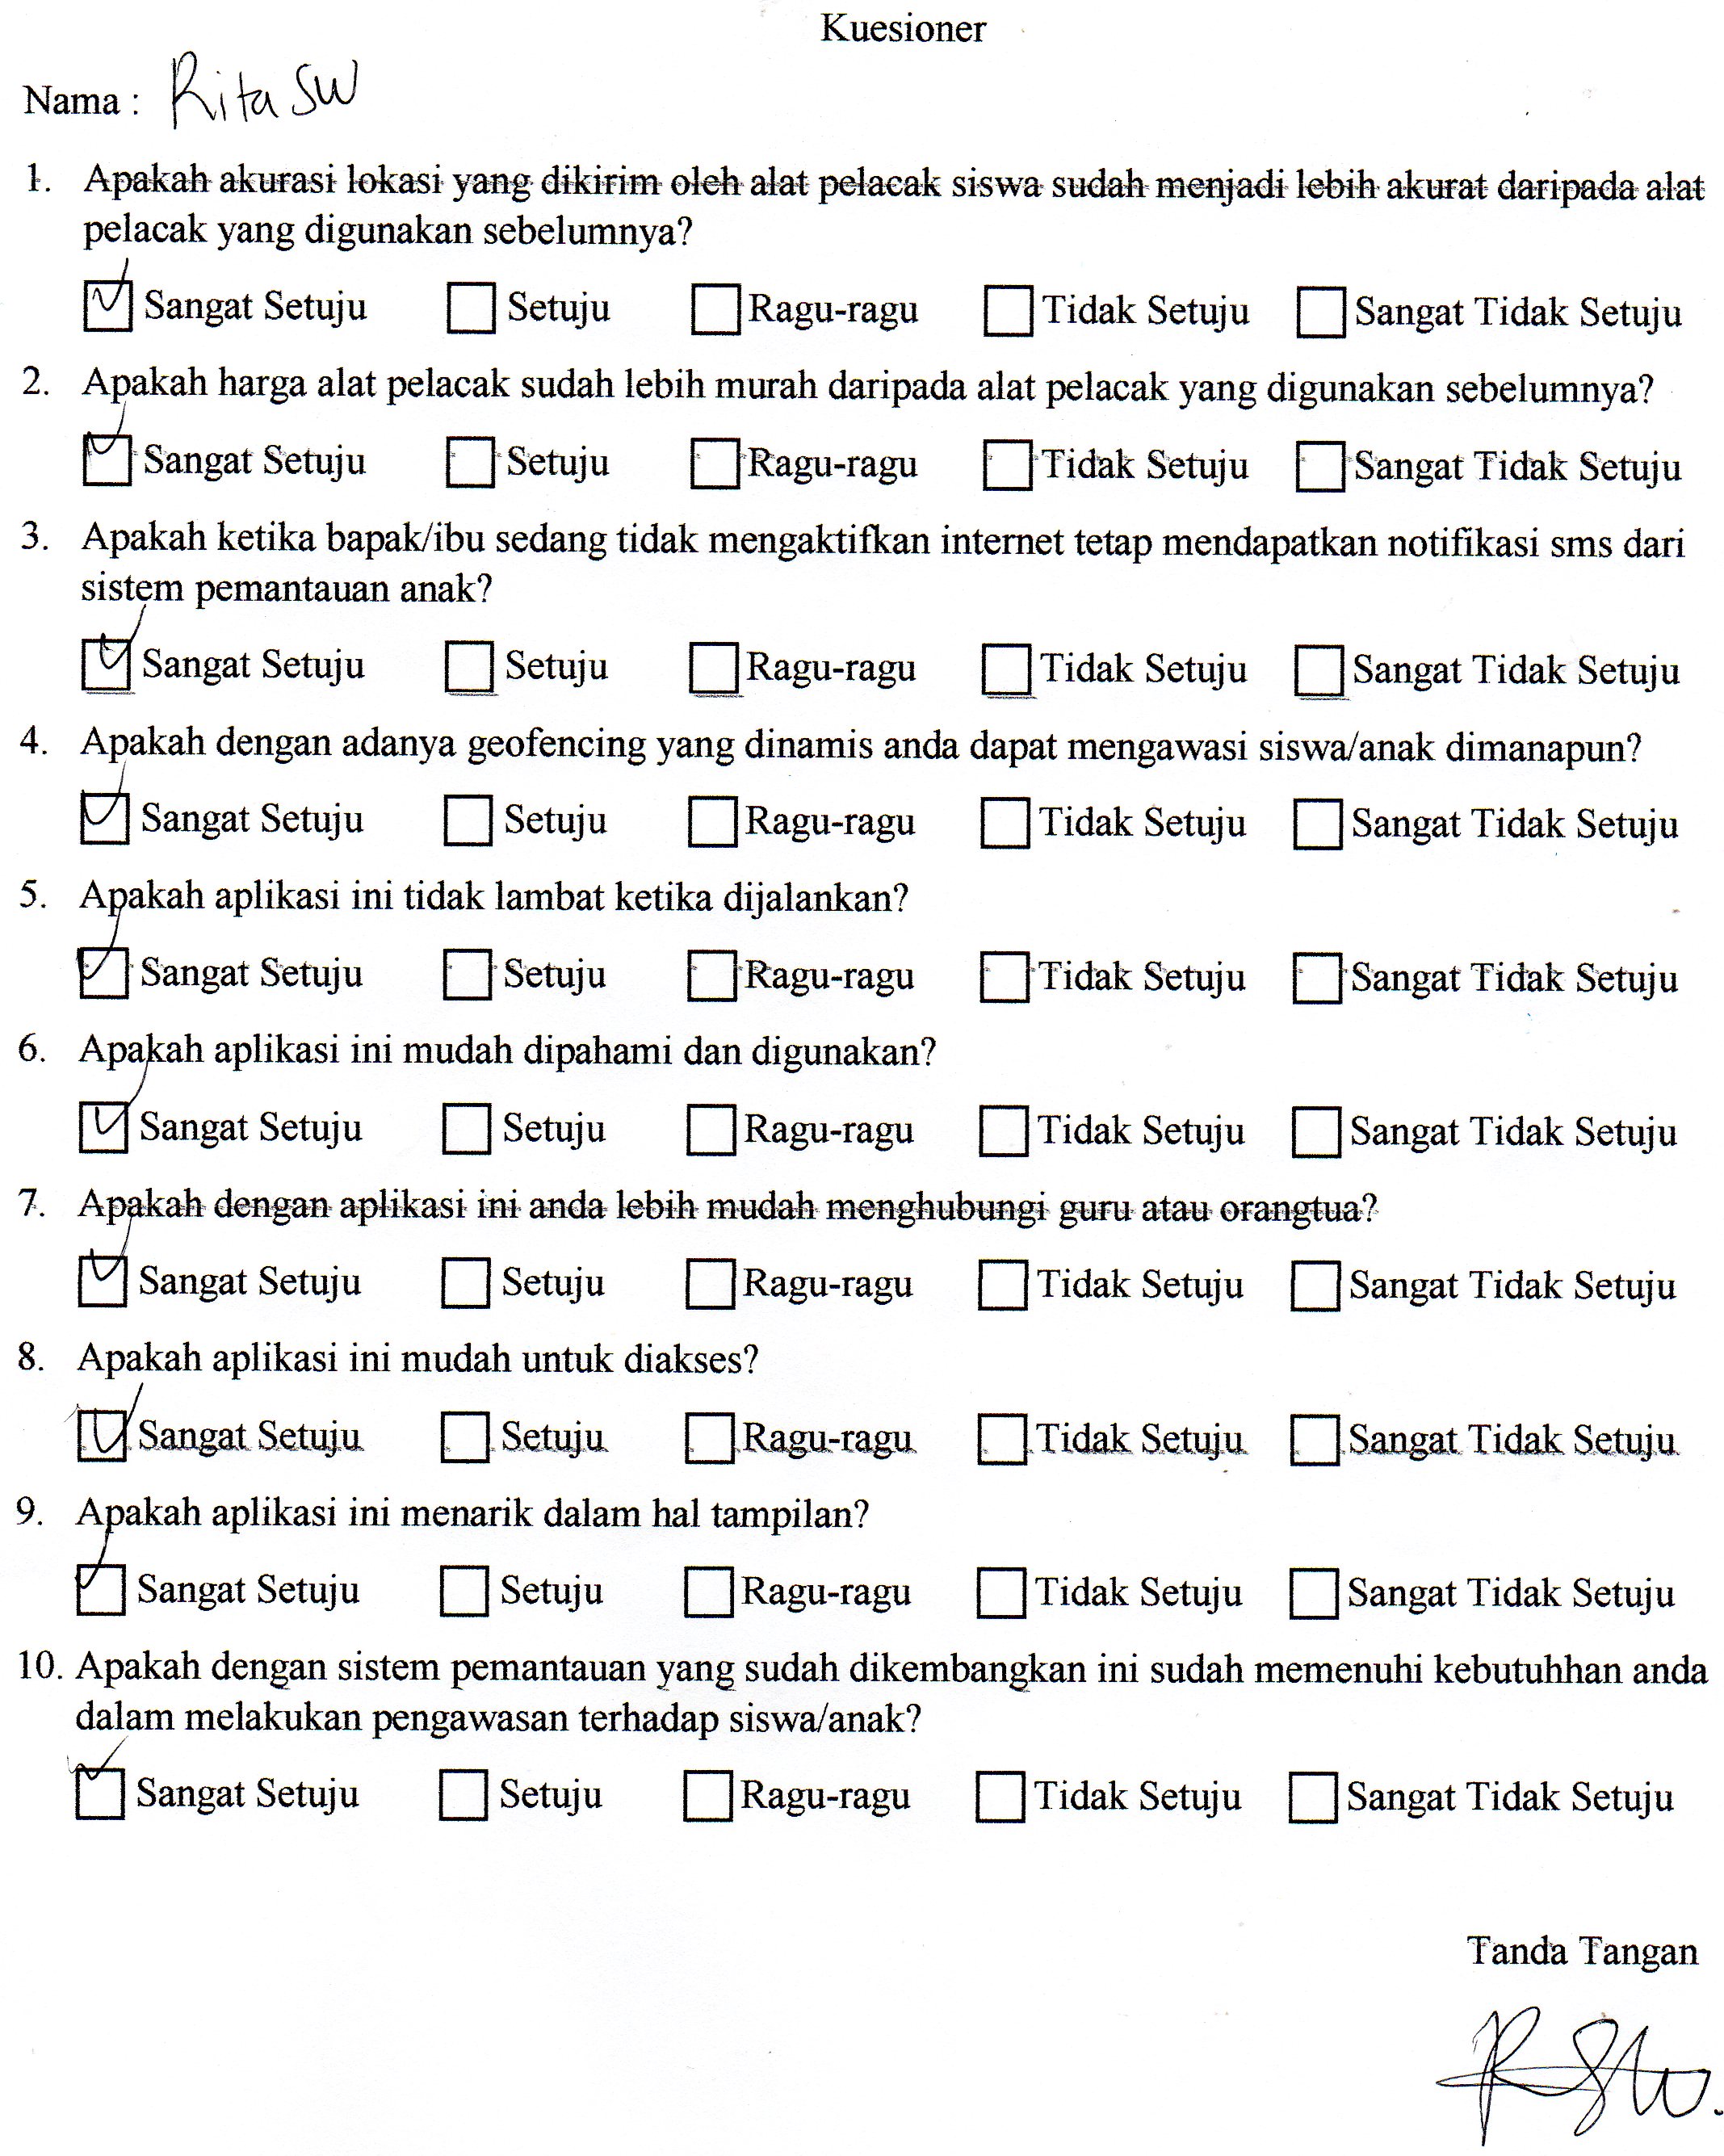 Kuesioner
Nama : Rita SW
1. Apakah akurasi lokasi yang dikirim oleh alat pelacak siswa sudah menjadi lebih akurat daripada alat
pelacak yang digunakan sebelumnya?
Sangat Setuju Setuju Ragu-ragu Tidak Setuju Sangat Tidak Setuju
2. Apakah harga alat pelacak sudah lebih murah daripada alat pelacak yang digunakan sebelumnya?
Sangat Setuju Setuju Ragu-ragu Tidak Setuju Sangat Tidak Setuju
3. Apakah ketika bapak/ibu sedang tidak mengaktifkan internet tetap mendapatkan notifikasi sms dari
sistem pemantauan anak?
Sangat Setuju Setuju Ragu-ragu Tidak Setuju Sangat Tidak Setuju
4. Apakah dengan adanya geofencing yang dinamis anda dapat mengawasi siswa/anak dimanapun?
Sangat Setuju Setuju Ragu-ragu Tidak Setuju Sangat Tidak Setuju
5. Apakah aplikasi ini tidak lambat ketika dijalankan?
Sangat Setuju Setuju Ragu-ragu Tidak Setuju Sangat Tidak Setuju
6. Apakah aplikasi ini mudah dipahami dan digunakan?
Sangat Setuju Setuju Ragu-ragu Tidak Setuju Sangat Tidak Setuju
7. Apakah dengan aplikasi ini anda lebih mudah menghubungi guru atau orangtua?
Sangat Setuju Setuju Ragu-ragu Tidak Setuju Sangat Tidak Setuju
8. Apakah aplikasi ini mudah untuk diakses?
Sangat Setuju Setuju Ragu-ragu Tidak Setuju Sangat Tidak Setuju
9. Apakah aplikasi ini menarik dalam hal tampilan?
Sangat Setuju Setuju Ragu-ragu Tidak Setuju Sangat Tidak Setuju
10. Apakah dengan sistem pemantauan yang sudah dikembangkan ini sudah memenuhi kebutuhhan anda
dalam melakukan pengawasan terhadap siswa/anak?
Sangat Setuju Setuju Ragu-ragu Tidak Setuju Sangat Tidak Setuju
Tanda Tangan